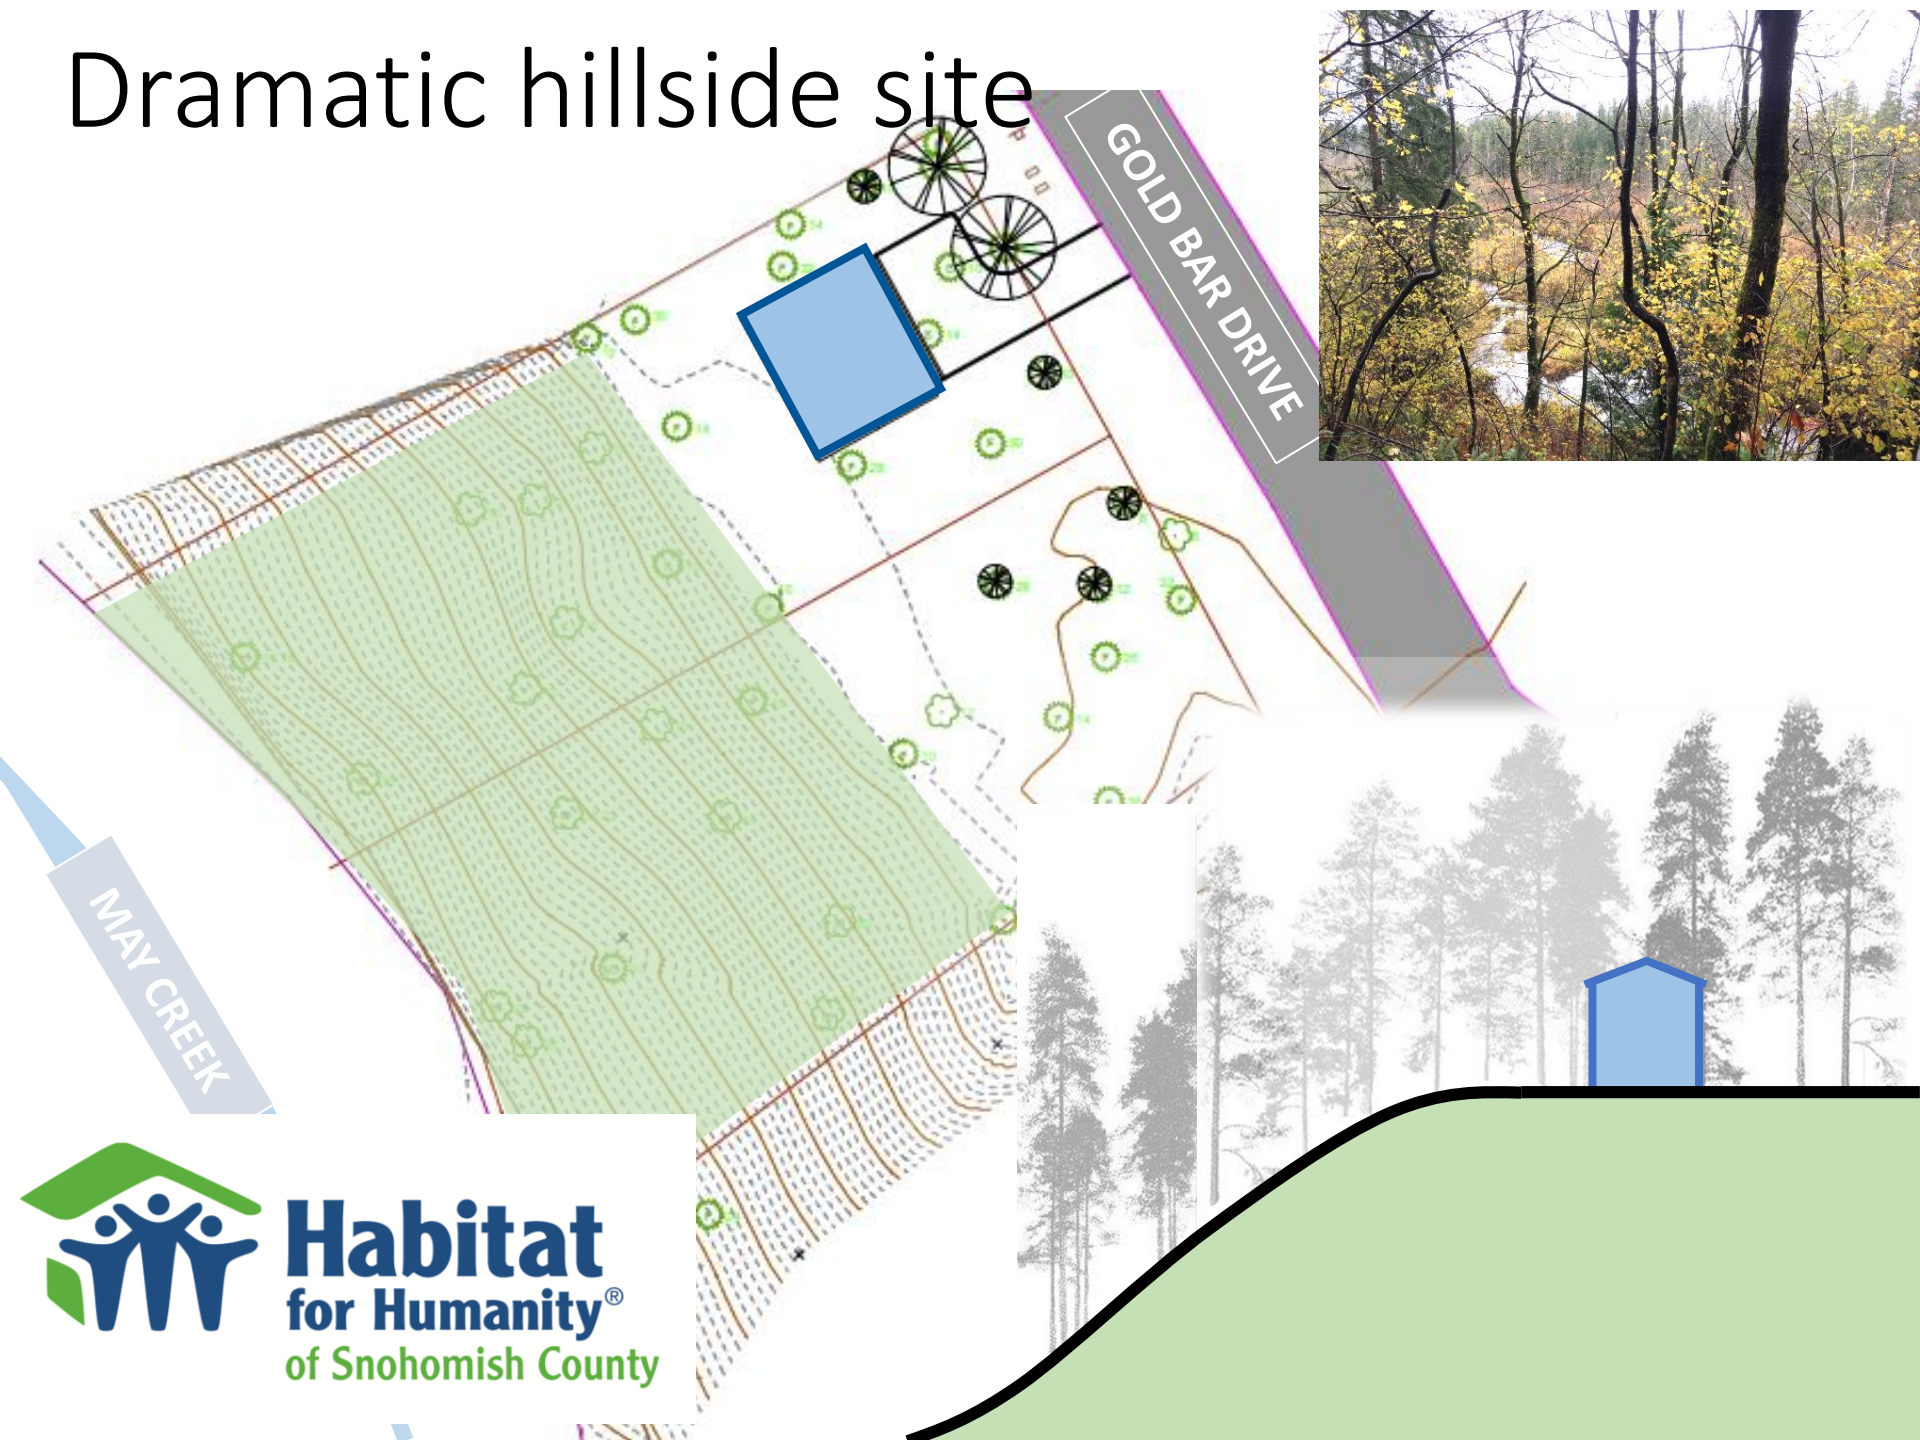 Dramatic hillside site
GOLD BAR DRIVE
MAY CREEK
Habitat
for Humanity®
of Snohomish County